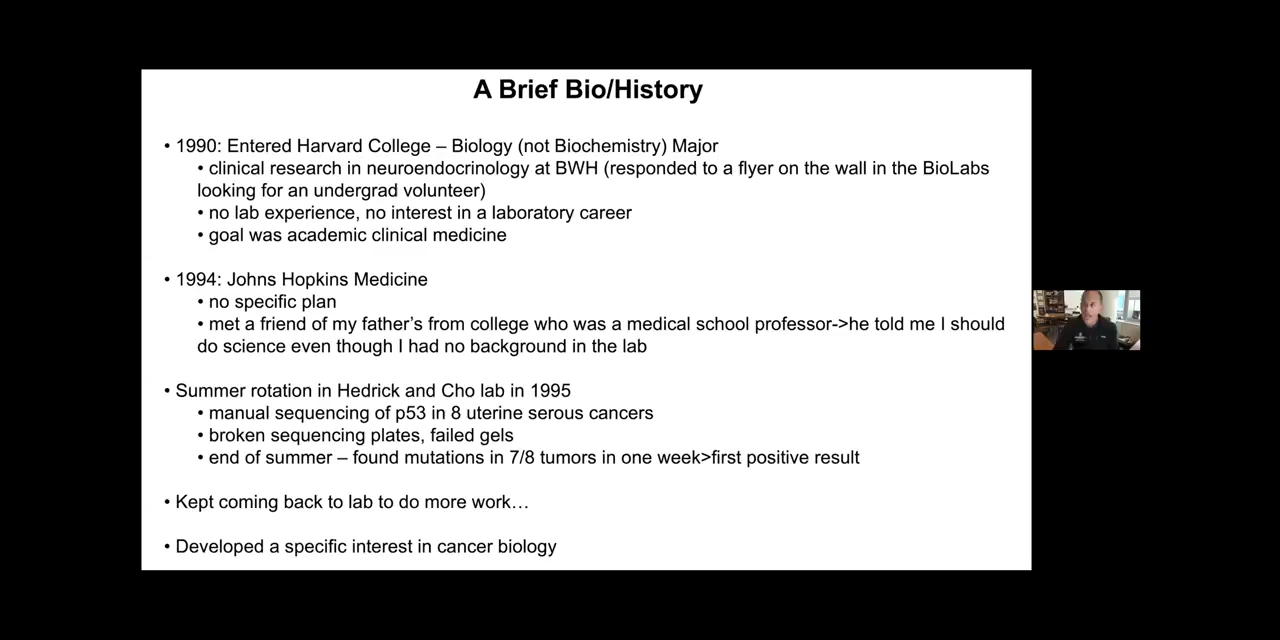 A Brief Bio/History
• 1990: Entered Harvard College – Biology (not Biochemistry) Major
• clinical research in neuroendocrinology at BWH (responded to a flyer on the wall in the BioLabs
looking for an undergrad volunteer)
• no lab experience, no interest in a laboratory career
• goal was academic clinical medicine
• 1994: Johns Hopkins Medicine
• no specific plan
• met a friend of my father's from college who was a medical school professor->he told me I should
do science even though I had no background in the lab
• Summer rotation in Hedrick and Cho lab in 1995
• manual sequencing of p53 in 8 uterine serous cancers
• broken sequencing plates, failed gels
• end of summer – found mutations in 7/8 tumors in one week>first positive result
• Kept coming back to lab to do more work…
• Developed a specific interest in cancer biology